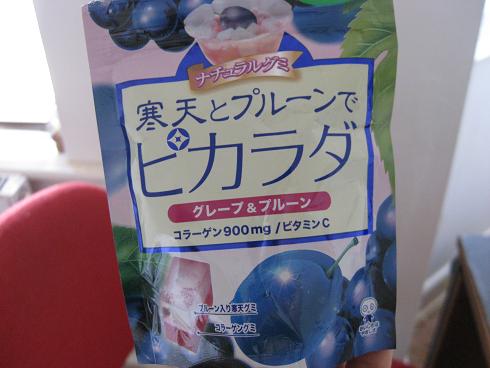 ナチュラルグミ
寒天とプルーンで
ピカラダ
グレープ&プルーン
コラーゲン900mg/ビタミンC
プルーン入り寒天グミ
コラーゲングミ